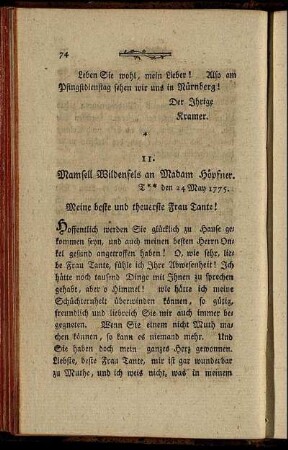 74
Leben Sie wohl, mein Lieber! Also am
Pfingstdienstag sehen wir uns in Nürnberg!
Der Ihrige
Kramer.
*
11.
Mamsell Wildenfels an Madam Höpfner.
T** den 24 May 1775.
Meine beste und theuerste Frau Tante!
Hoffentlich werden Sie glücklich zu Hause ge-
kommen seyn, und auch meinen besten Herrn On-
kel gesund angetroffen haben! O, wie sehr, lie-
be Frau Tante, fühle ich Ihre Abwesenheit! Ich
hätte noch tausend Dinge mit Ihnen zu sprechen
gehabt, aber o Himmel! wie hätte ich meine
Schüchternheit überwinden können, so gütig,
freundlich und liebreich Sie mir auch immer be-
gegneten. Wenn Sie einem nicht Muth ma-
chen können, so kann es niemand mehr. Und
Sie haben doch mein ganzes Herz gewonnen.
Liebste, beste Frau Tante, mir ist gar wunderbar
zu Muthe, und ich weis nicht, was in meinem